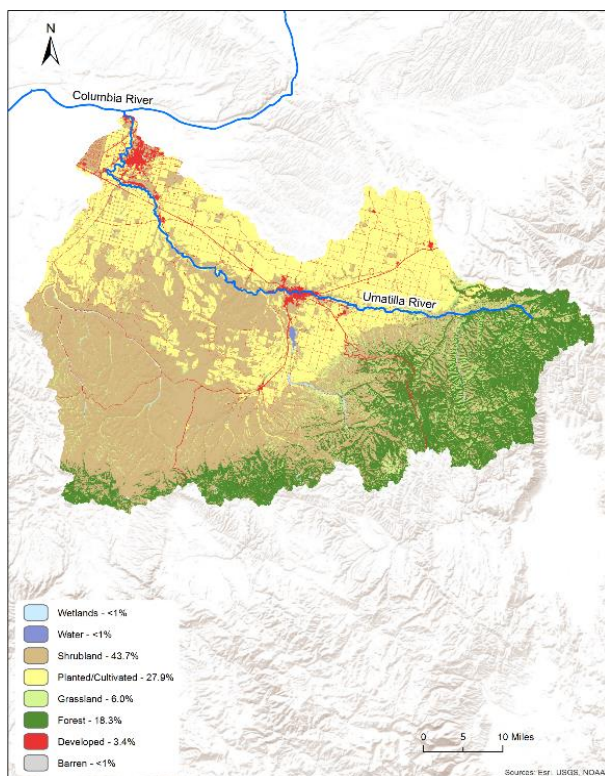 N
Columbia River
Umatilla River
Wetlands - <1%
Water - <1%
Shrubland - 43.7%
Planted/Cultivated - 27.9%
Grassland - 6.0%
Forest - 18.3%
Developed - 3.4%
Barren - <1%
0 5 10 Miles
Sources: Esri, USGS, NOAA